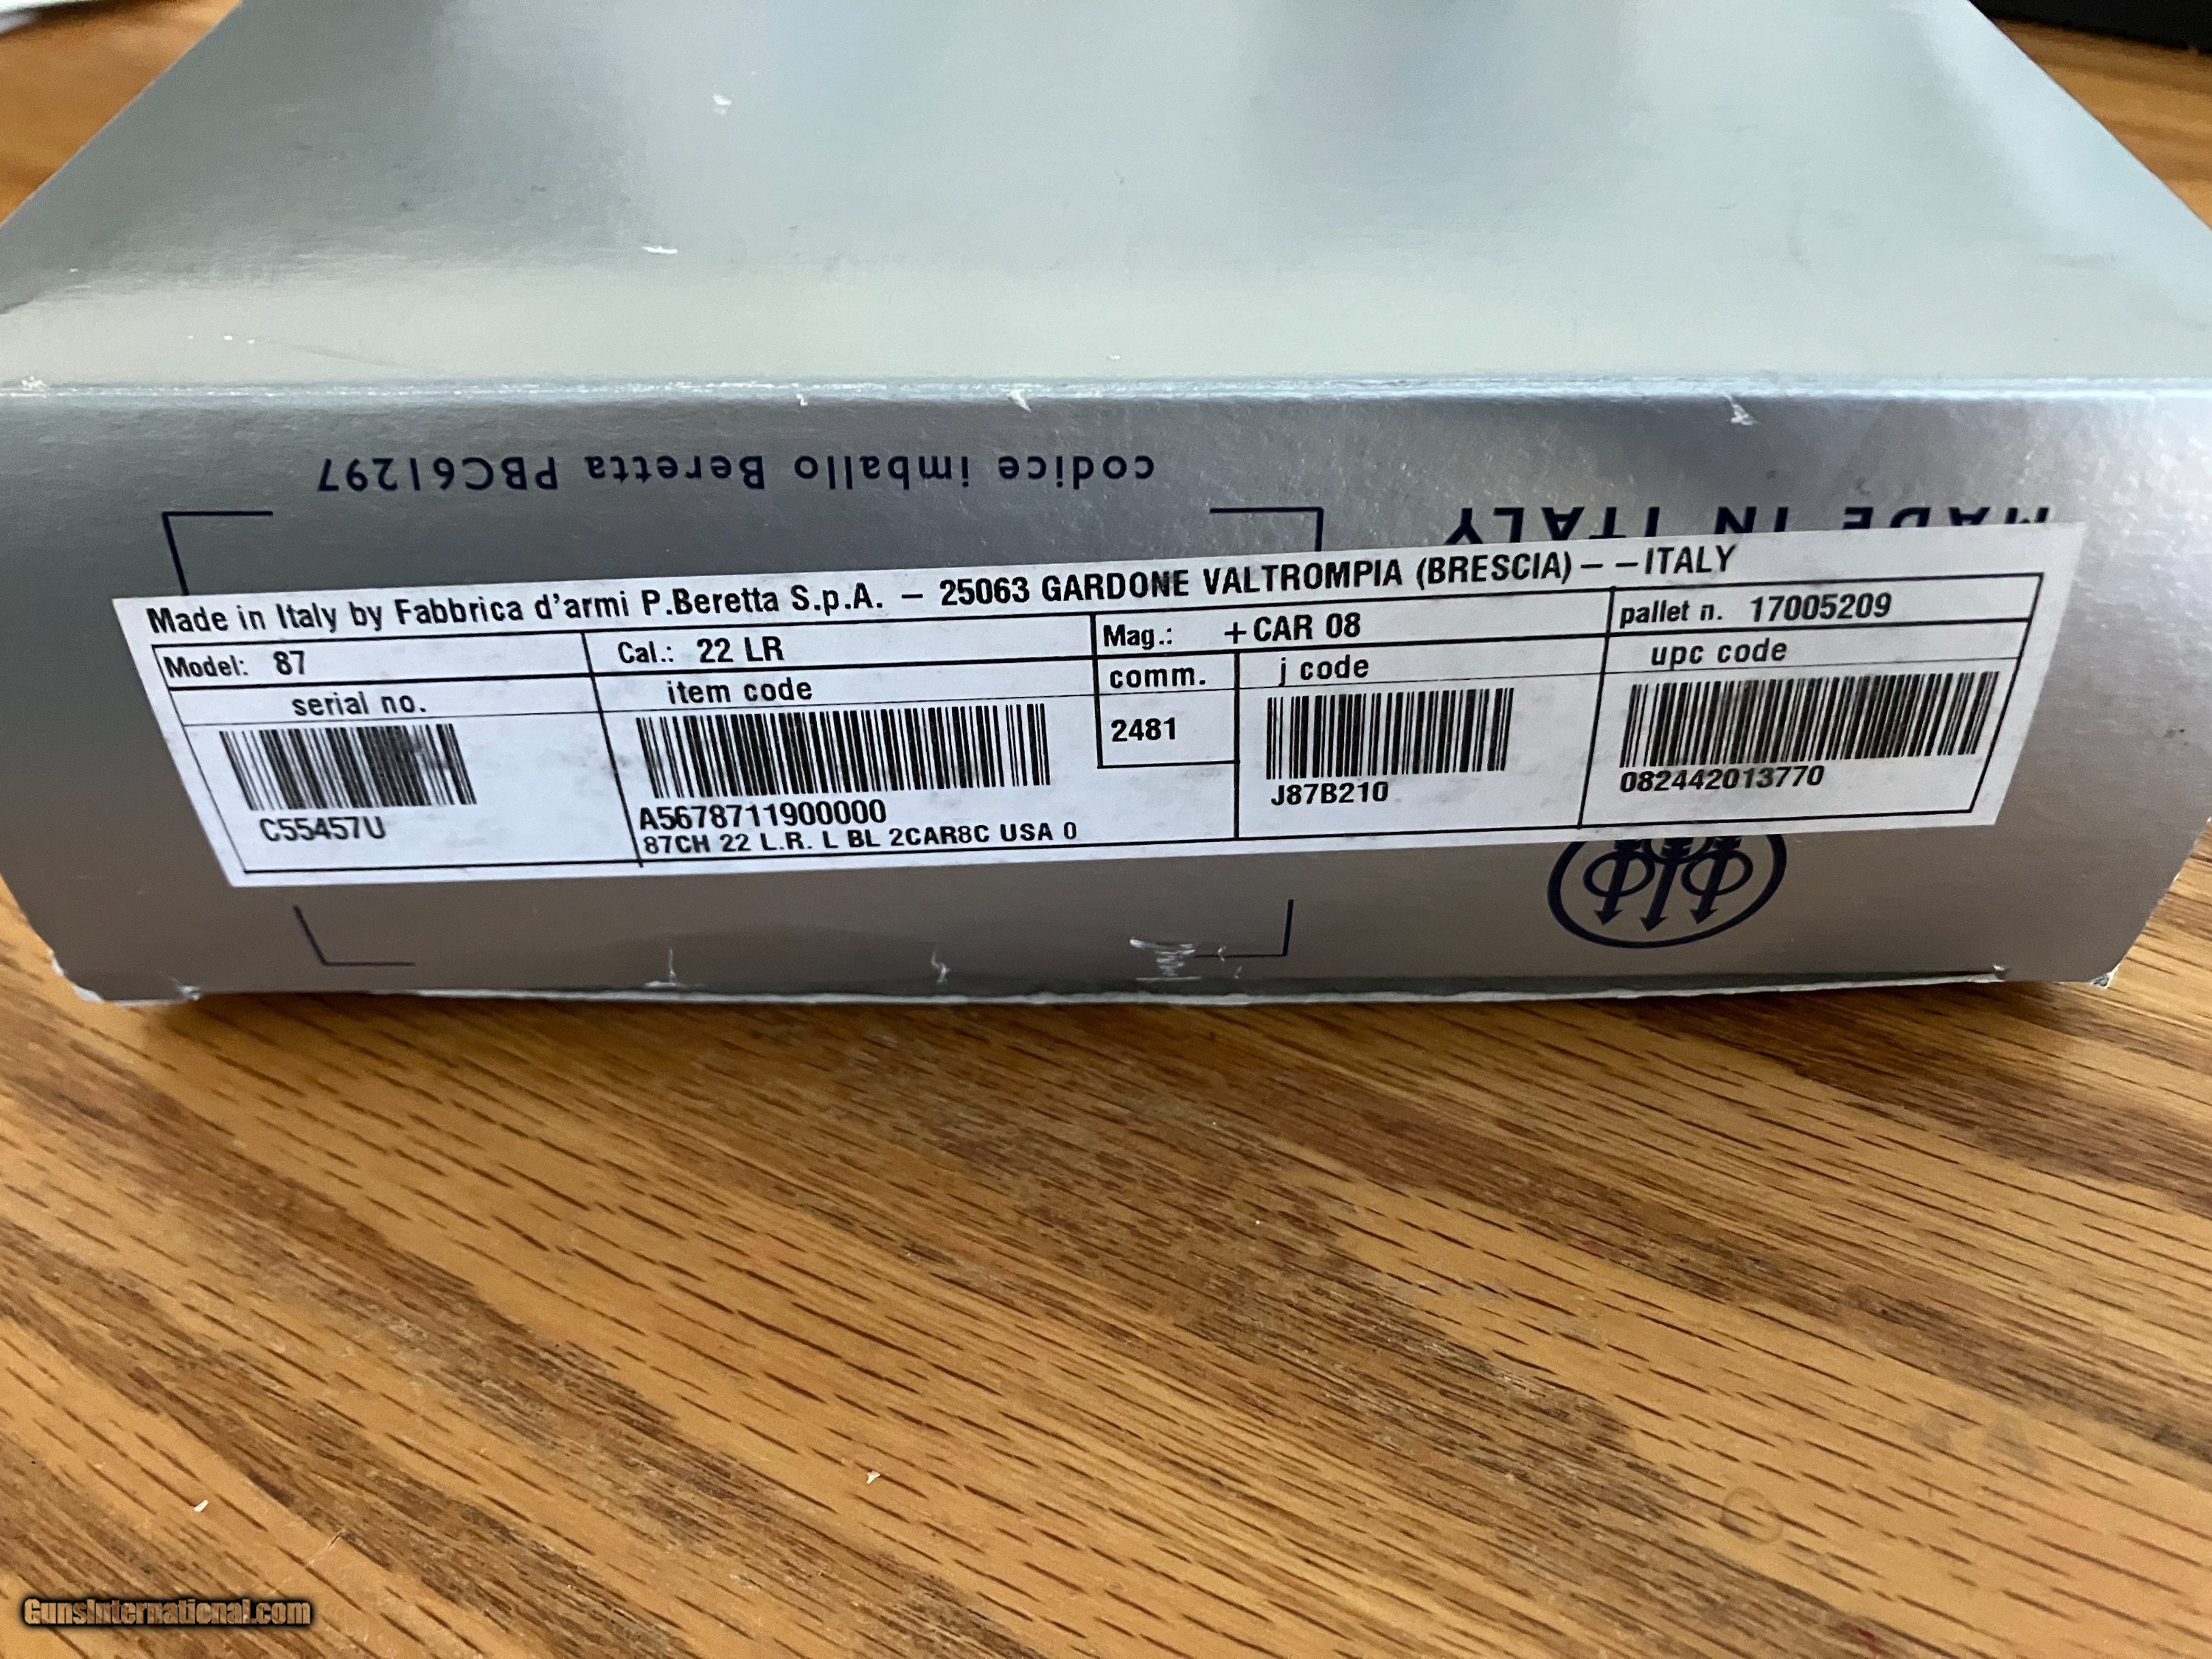 codice imballo Beretta PBC61297
MADE IN ITALY
Made in Italy by Fabbrica d'armi P.Beretta S.p.A. – 25063 GARDONE VALTROMPIA (BRESCIA) – – ITALY
Model: 87
Cal.: 22 LR
Mag.: +CAR 08
pallet n. 17005209
serial no.
item code
comm.
j code
upc code
2481
C55457U
A5678711900000
J87B210
082442013770
87CH 22 L.R. L BL 2CAR8C USA 0
GunsInternational.com